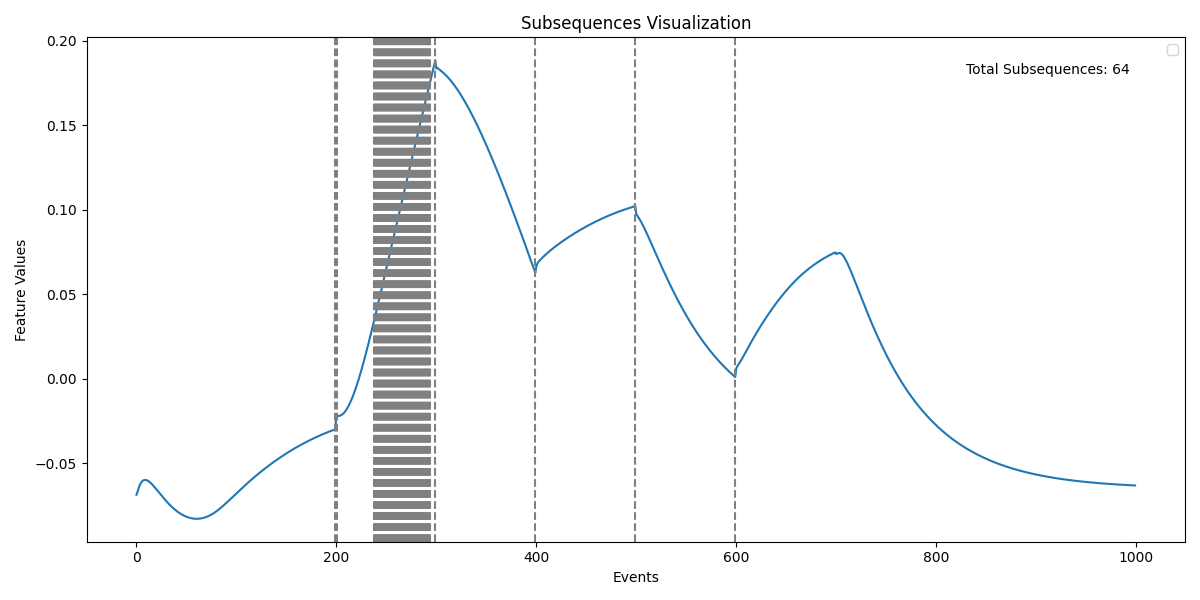 Subsequences Visualization
Total Subsequences: 64
0.20
0.15
0.10
0.05
0.00
−0.05
Feature Values
0 200 400 600 800 1000
Events